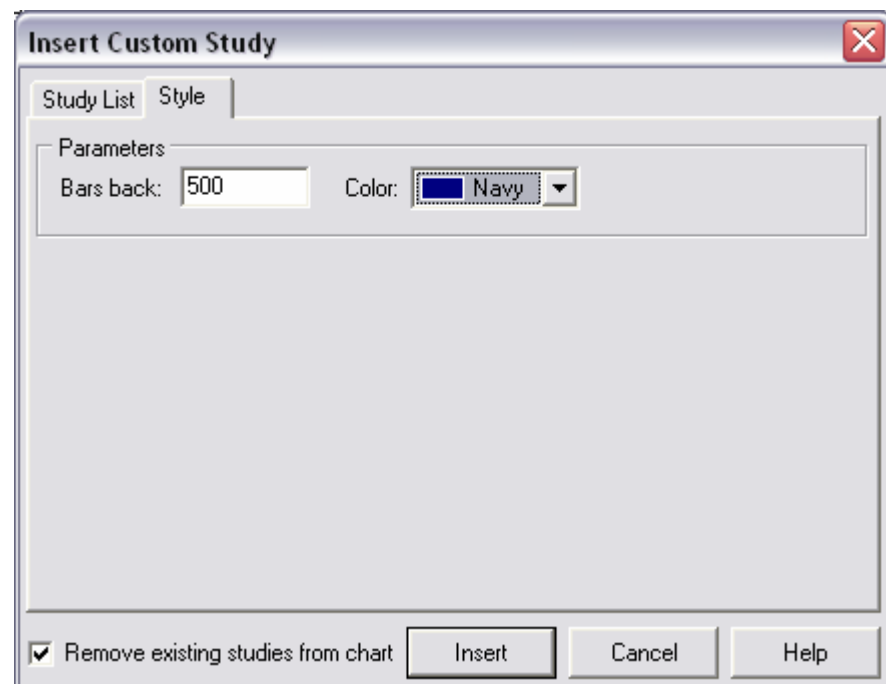 Insert Custom Study
Study List Style
Parameters
Bars back: 500 Color: Navy
Remove existing studies from chart Insert Cancel Help